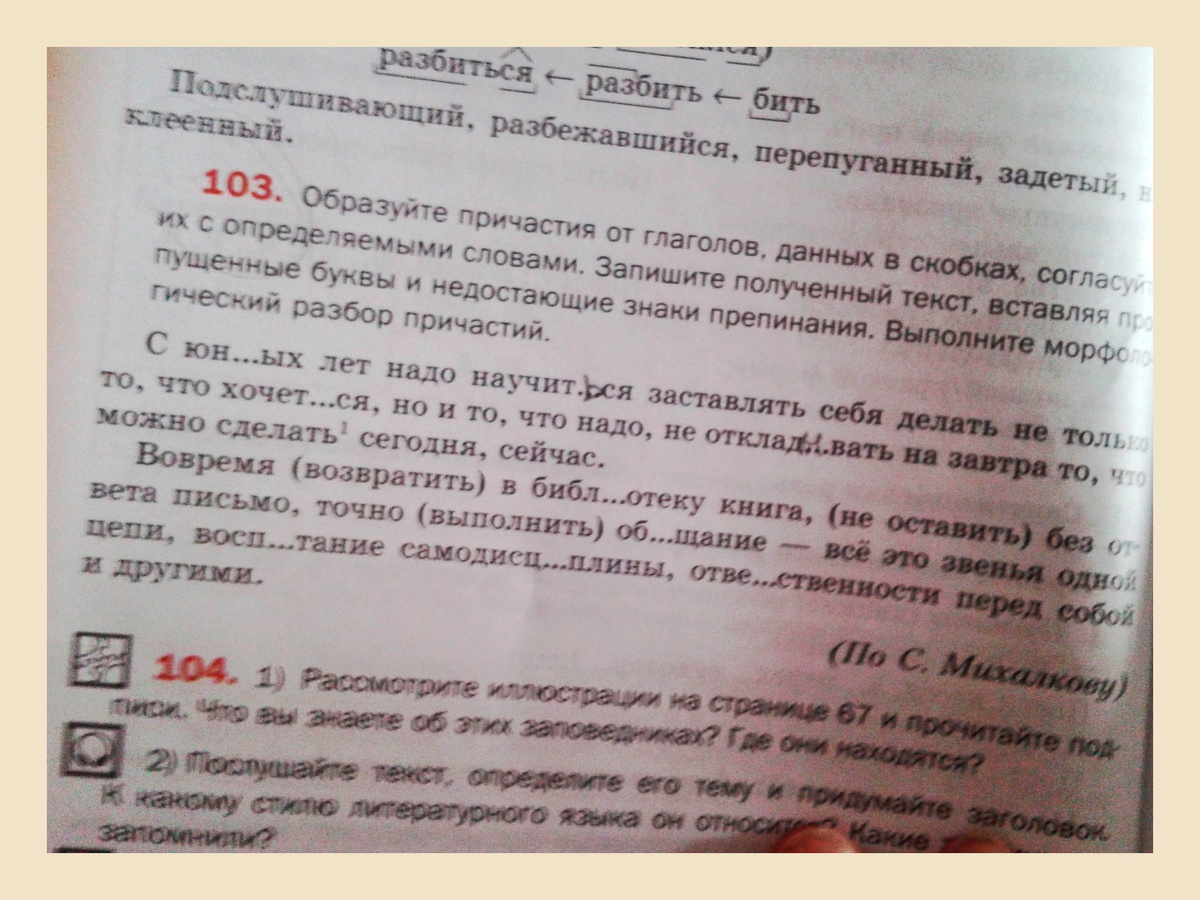 разбиться ← разбить ← бить
Подслушивающий, разбежавшийся, перепуганный, задетый,
клеенный.
103. Образуйте причастия от глаголов, данных в скобках, согласуй
их с определяемыми словами. Запишите полученный текст, вставляя про
пущенные буквы и недостающие знаки препинания. Выполните морфоло-
гический разбор причастий.
С юн...ых лет надо научит.ься заставлять себя делать не только
то, что хочет...ся, но и то, что надо, не отклады.вать на завтра то, что
можно сделать¹ сегодня, сейчас.
Вовремя (возвратить) в библ...отеку книга, (не оставить) без от-
вета письмо, точно (выполнить) об...щание — всё это звенья одной
цепи, восп...тание самодисц...плины, отве...ственности перед собой
и другими.
(По С. Михалкову)
104. 1) Рассмотрите иллюстрации на странице 67 и прочитайте под-
писи. Что вы знаете об этих заповедниках? Где они находятся?
2) Послушайте текст, определите его тему и придумайте заголовок.
К какому стилю литературного языка он относится? Какие
запомнили?